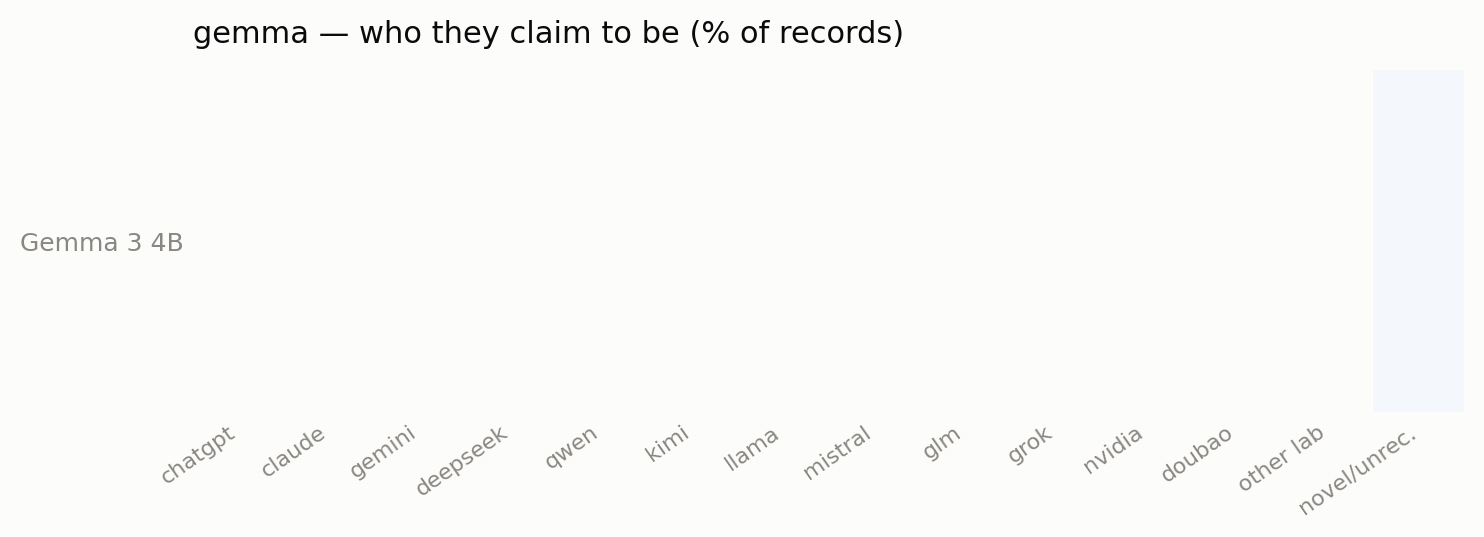 gemma — who they claim to be (% of records)
Gemma 3 4B
chatgpt
claude
gemini
deepseek
qwen
kimi
llama
mistral
glm
grok
nvidia
doubao
other lab
novel/unrec.